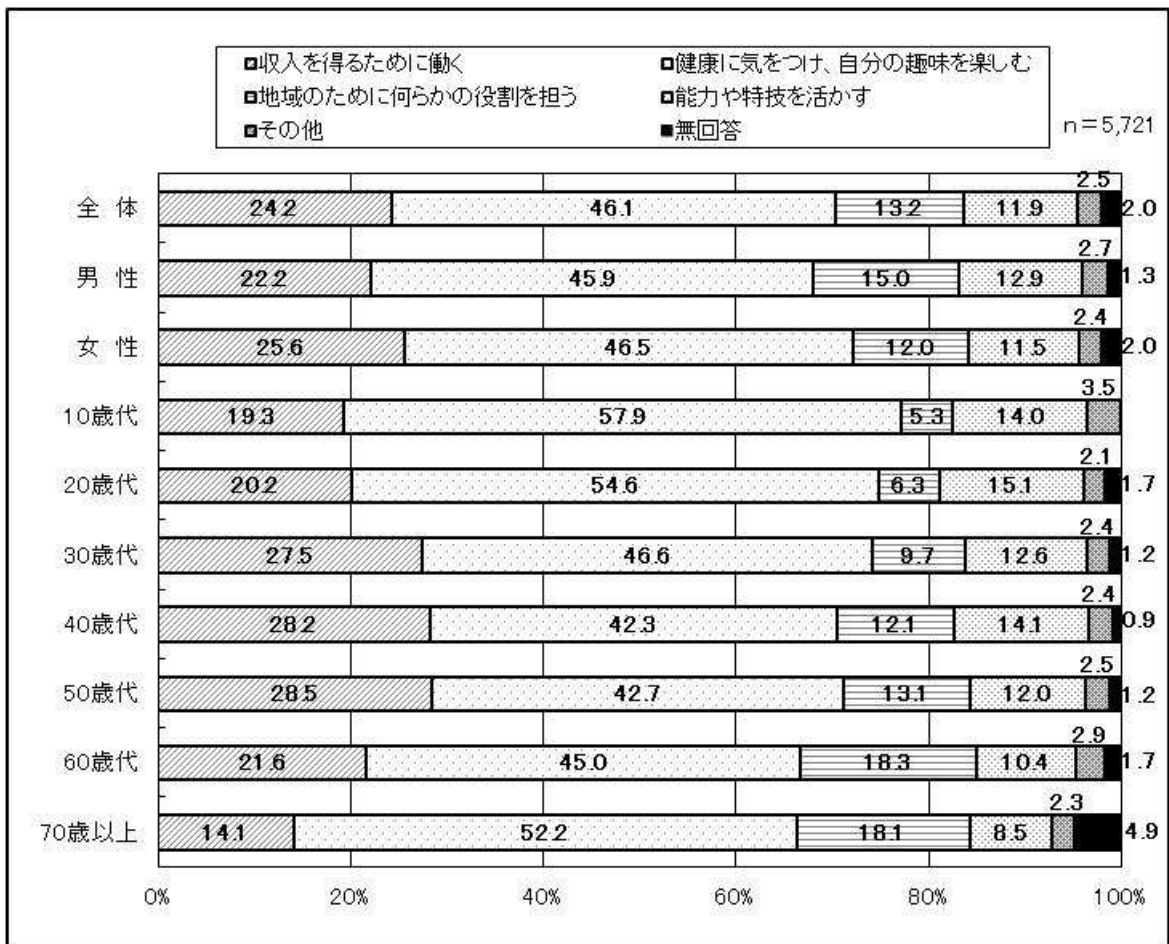 収入を得るために働く 健康に気をつけ、自分の趣味を楽しむ
地域のために何らかの役割を担う 能力や特技を活かす
その他 無回答
n=5,721
2.5
全 体 24.2 46.1 13.2 11.9 2.0
2.7
男 性 22.2 45.9 15.0 12.9 1.3
2.4
女 性 25.6 46.5 12.0 11.5 2.0
3.5
10歳代 19.3 57.9 5.3 14.0
2.1
20歳代 20.2 54.6 6.3 15.1 1.7
2.4
30歳代 27.5 46.6 9.7 12.6 1.2
2.4
40歳代 28.2 42.3 12.1 14.1 0.9
2.5
50歳代 28.5 42.7 13.1 12.0 1.2
2.9
60歳代 21.6 45.0 18.3 10.4 1.7
2.3
70歳以上 14.1 52.2 18.1 8.5 4.9
0% 20% 40% 60% 80% 100%